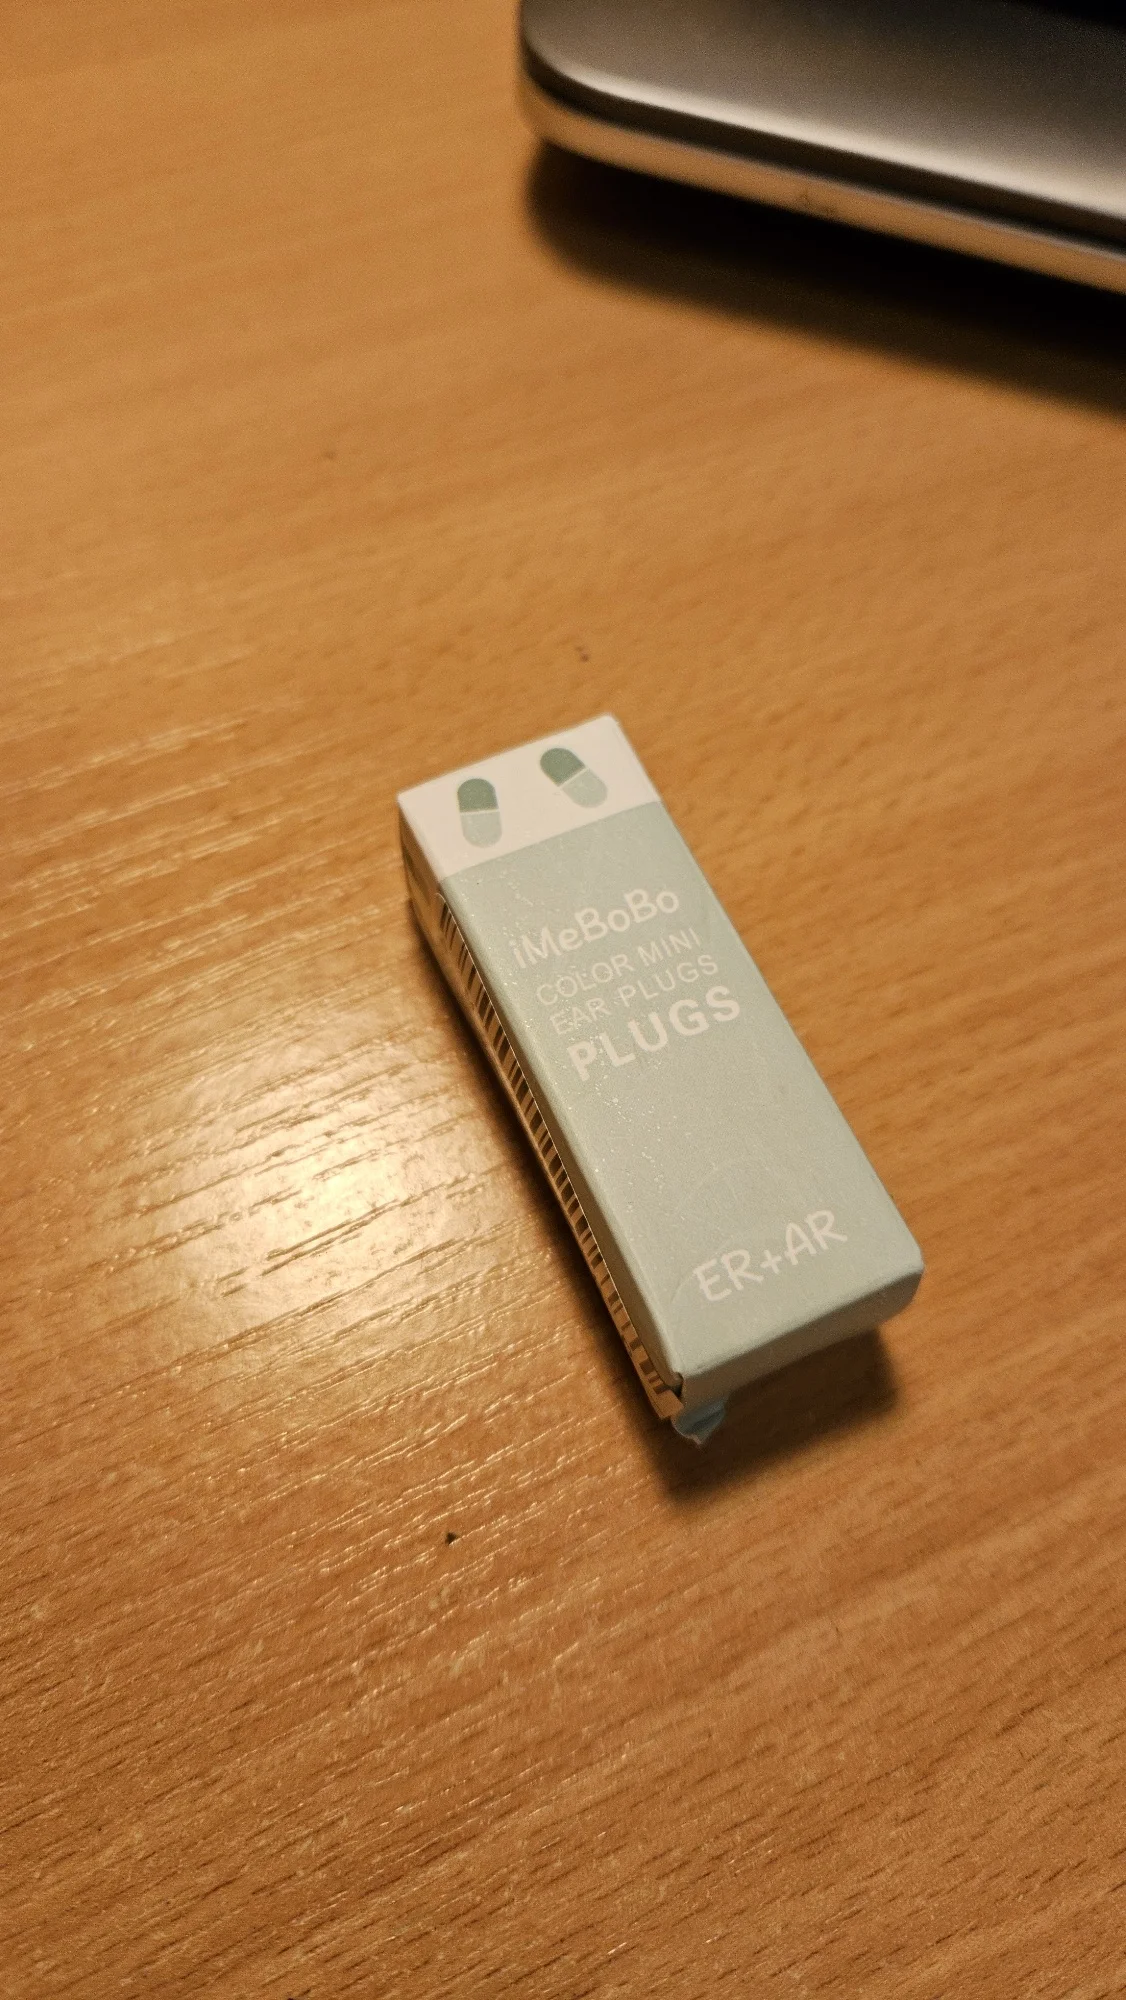 iMeBoBo
COLOR MINI
EAR PLUGS
PLUGS
ER+AR